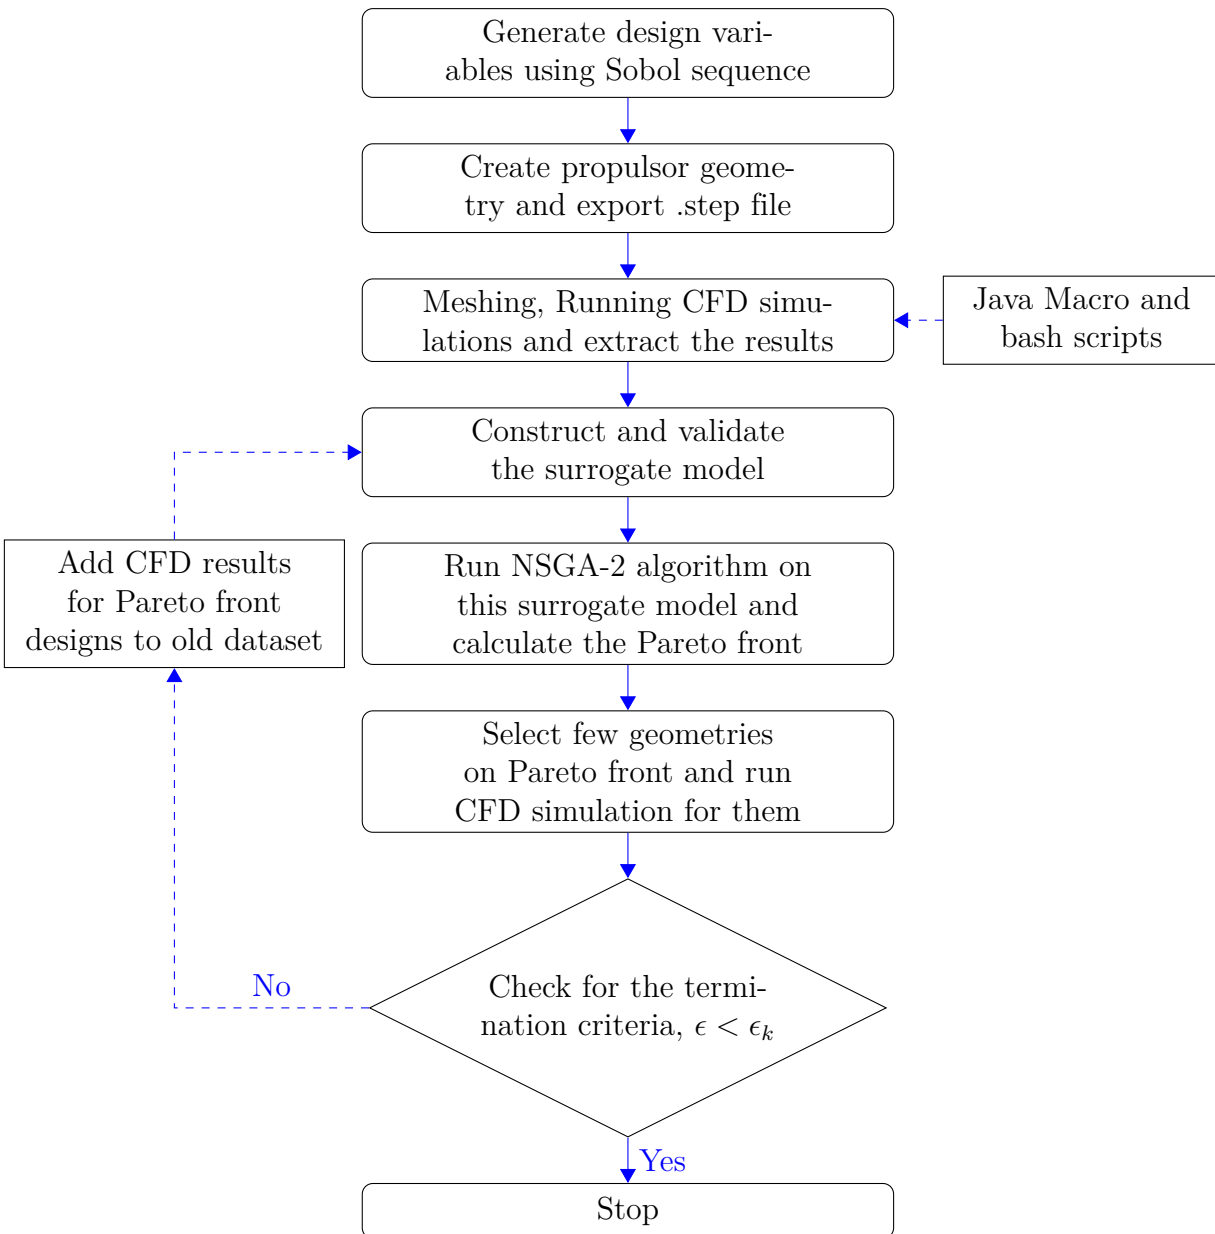 Generate design vari-
ables using Sobol sequence
Create propulsor geome-
try and export .step file
Meshing, Running CFD simu-
lations and extract the results
Java Macro and
bash scripts
Construct and validate
the surrogate model
Add CFD results
for Pareto front
designs to old dataset
Run NSGA-2 algorithm on
this surrogate model and
calculate the Pareto front
Select few geometries
on Pareto front and run
CFD simulation for them
No
Check for the termi-
nation criteria, ϵ < ϵₖ
Yes
Stop